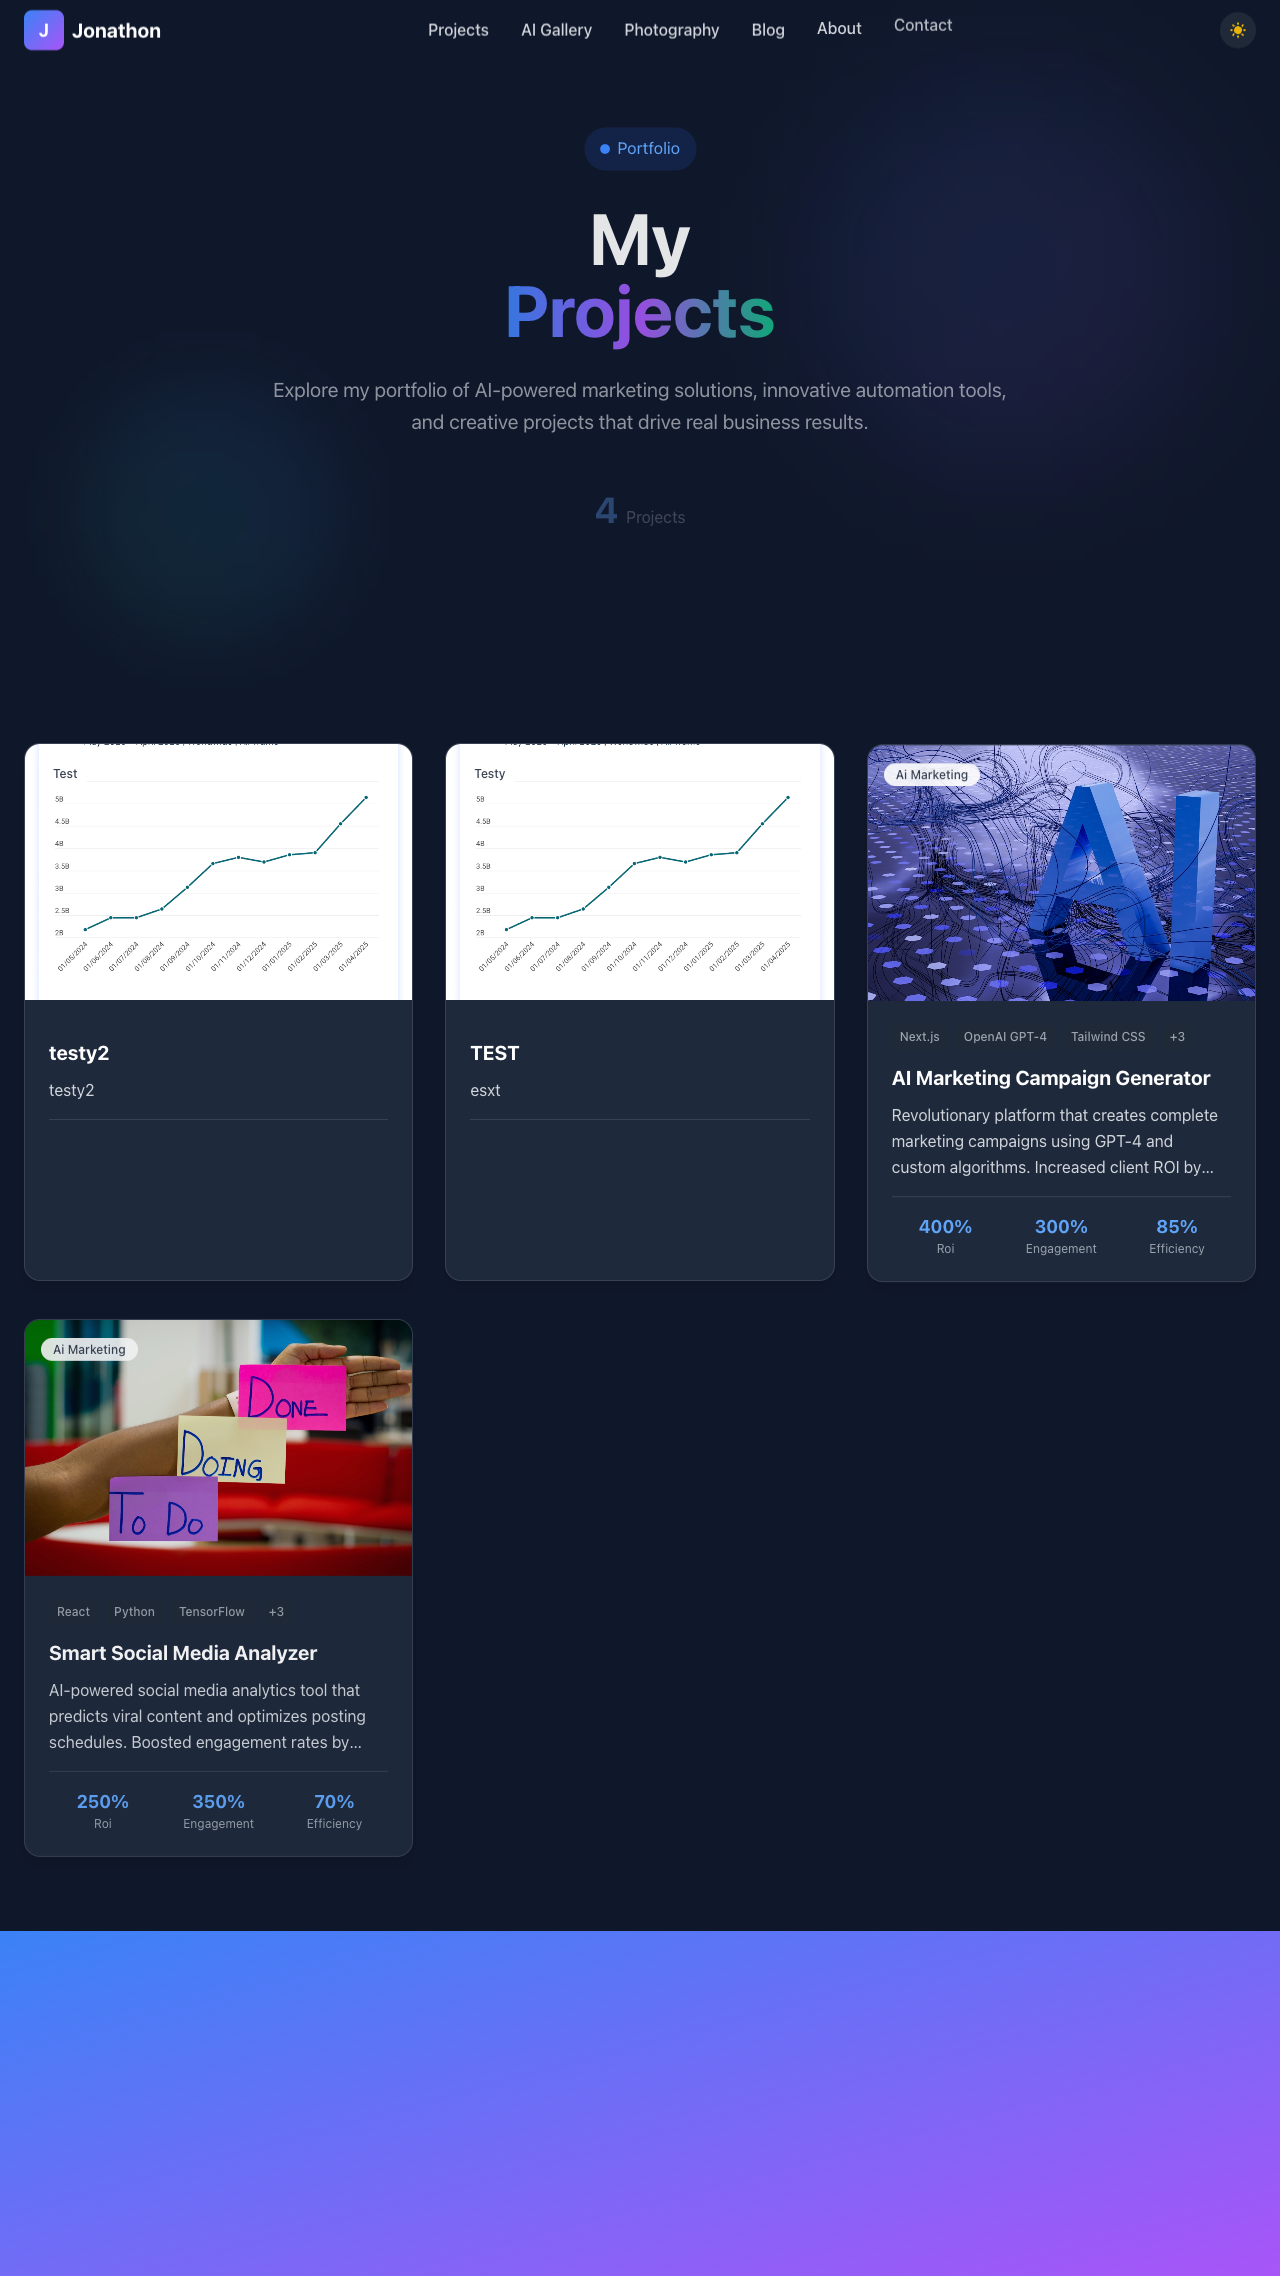 J Jonathon
Projects AI Gallery Photography Blog About Contact
Portfolio
My
Projects
Explore my portfolio of AI-powered marketing solutions, innovative automation tools,
and creative projects that drive real business results.
4 Projects
Test
5B
4.5B
4B
3.5B
3B
2.5B
2B
01/05/2024 01/06/2024 01/07/2024 01/08/2024 01/09/2024 01/10/2024 01/11/2024 01/12/2024 01/01/2025 01/02/2025 01/03/2025 01/04/2025
testy2
testy2
Testy
5B
4.5B
4B
3.5B
3B
2.5B
2B
01/05/2024 01/06/2024 01/07/2024 01/08/2024 01/09/2024 01/10/2024 01/11/2024 01/12/2024 01/01/2025 01/02/2025 01/03/2025 01/04/2025
TEST
esxt
Ai Marketing
AI
Next.js OpenAI GPT-4 Tailwind CSS +3
AI Marketing Campaign Generator
Revolutionary platform that creates complete
marketing campaigns using GPT-4 and
custom algorithms. Increased client ROI by...
400% 300% 85%
Roi Engagement Efficiency
Ai Marketing
DONE
DOING
TO DO
React Python TensorFlow +3
Smart Social Media Analyzer
AI-powered social media analytics tool that
predicts viral content and optimizes posting
schedules. Boosted engagement rates by...
250% 350% 70%
Roi Engagement Efficiency